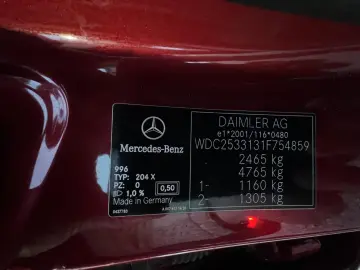 DAIMLER AG
e1*2001/116*0480
WDC2533131F754859
2465 kg
4765 kg
1- 1160 kg
2- 1305 kg
Mercedes-Benz
996
TYP: 204 X
PZ: 0 0,50
1,0 %
Made in Germany